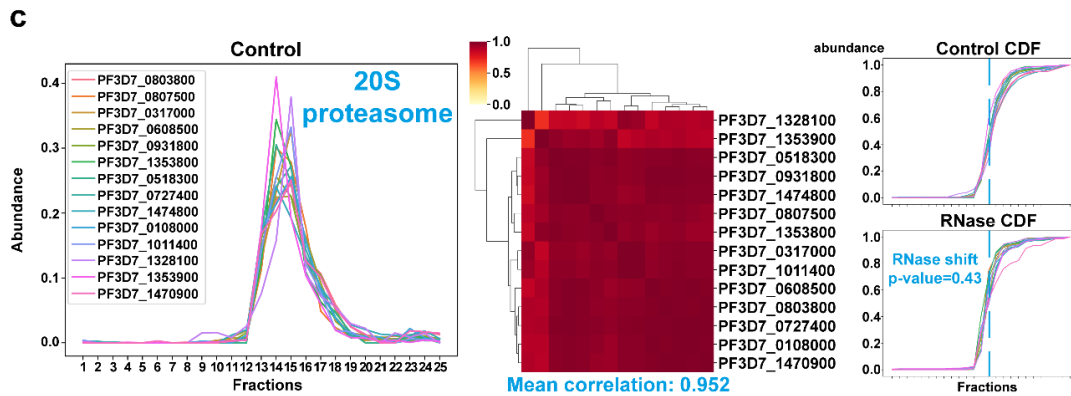 c
Control
20S
proteasome
PF3D7_0803800
PF3D7_0807500
PF3D7_0317000
PF3D7_0608500
PF3D7_0931800
PF3D7_1353800
PF3D7_0518300
PF3D7_0727400
PF3D7_1474800
PF3D7_0108000
PF3D7_1011400
PF3D7_1328100
PF3D7_1353900
PF3D7_1470900
Abundance
0.4
0.3
0.2
0.1
0.0
1 2 3 4 5 6 7 8 9 10 11 12 13 14 15 16 17 18 19 20 21 22 23 24 25
Fractions
1.0
0.5
0.0
PF3D7_1328100
PF3D7_1353900
PF3D7_0518300
PF3D7_0931800
PF3D7_1474800
PF3D7_0807500
PF3D7_1353800
PF3D7_0317000
PF3D7_1011400
PF3D7_0608500
PF3D7_0803800
PF3D7_0727400
PF3D7_0108000
PF3D7_1470900
Mean correlation: 0.952
abundance
Control CDF
1.0
0.8
0.6
0.4
0.2
0.0
RNase CDF
1.0
0.8
0.6
0.4
0.2
0.0
RNase shift
p-value=0.43
Fractions